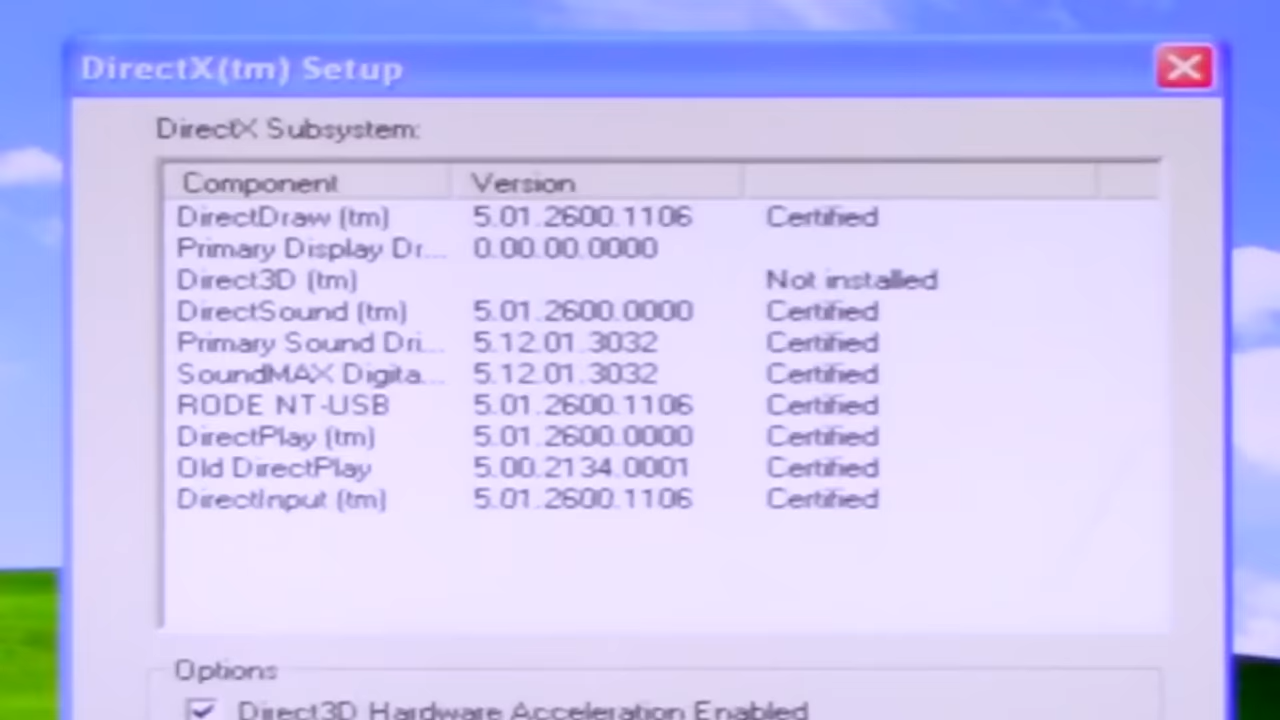 DirectX(tm) Setup
DirectX Subsystem:
Component Version
DirectDraw (tm) 5.01.2600.1106 Certified
Primary Display Dr... 0.00.00.0000
Direct3D (tm) Not installed
DirectSound (tm) 5.01.2600.0000 Certified
Primary Sound Dri... 5.12.01.3032 Certified
SoundMAX Digita... 5.12.01.3032 Certified
RODE NT-USB 5.01.2600.1106 Certified
DirectPlay (tm) 5.01.2600.0000 Certified
Old DirectPlay 5.00.2134.0001 Certified
DirectInput (tm) 5.01.2600.1106 Certified
Options
Direct3D Hardware Acceleration Enabled